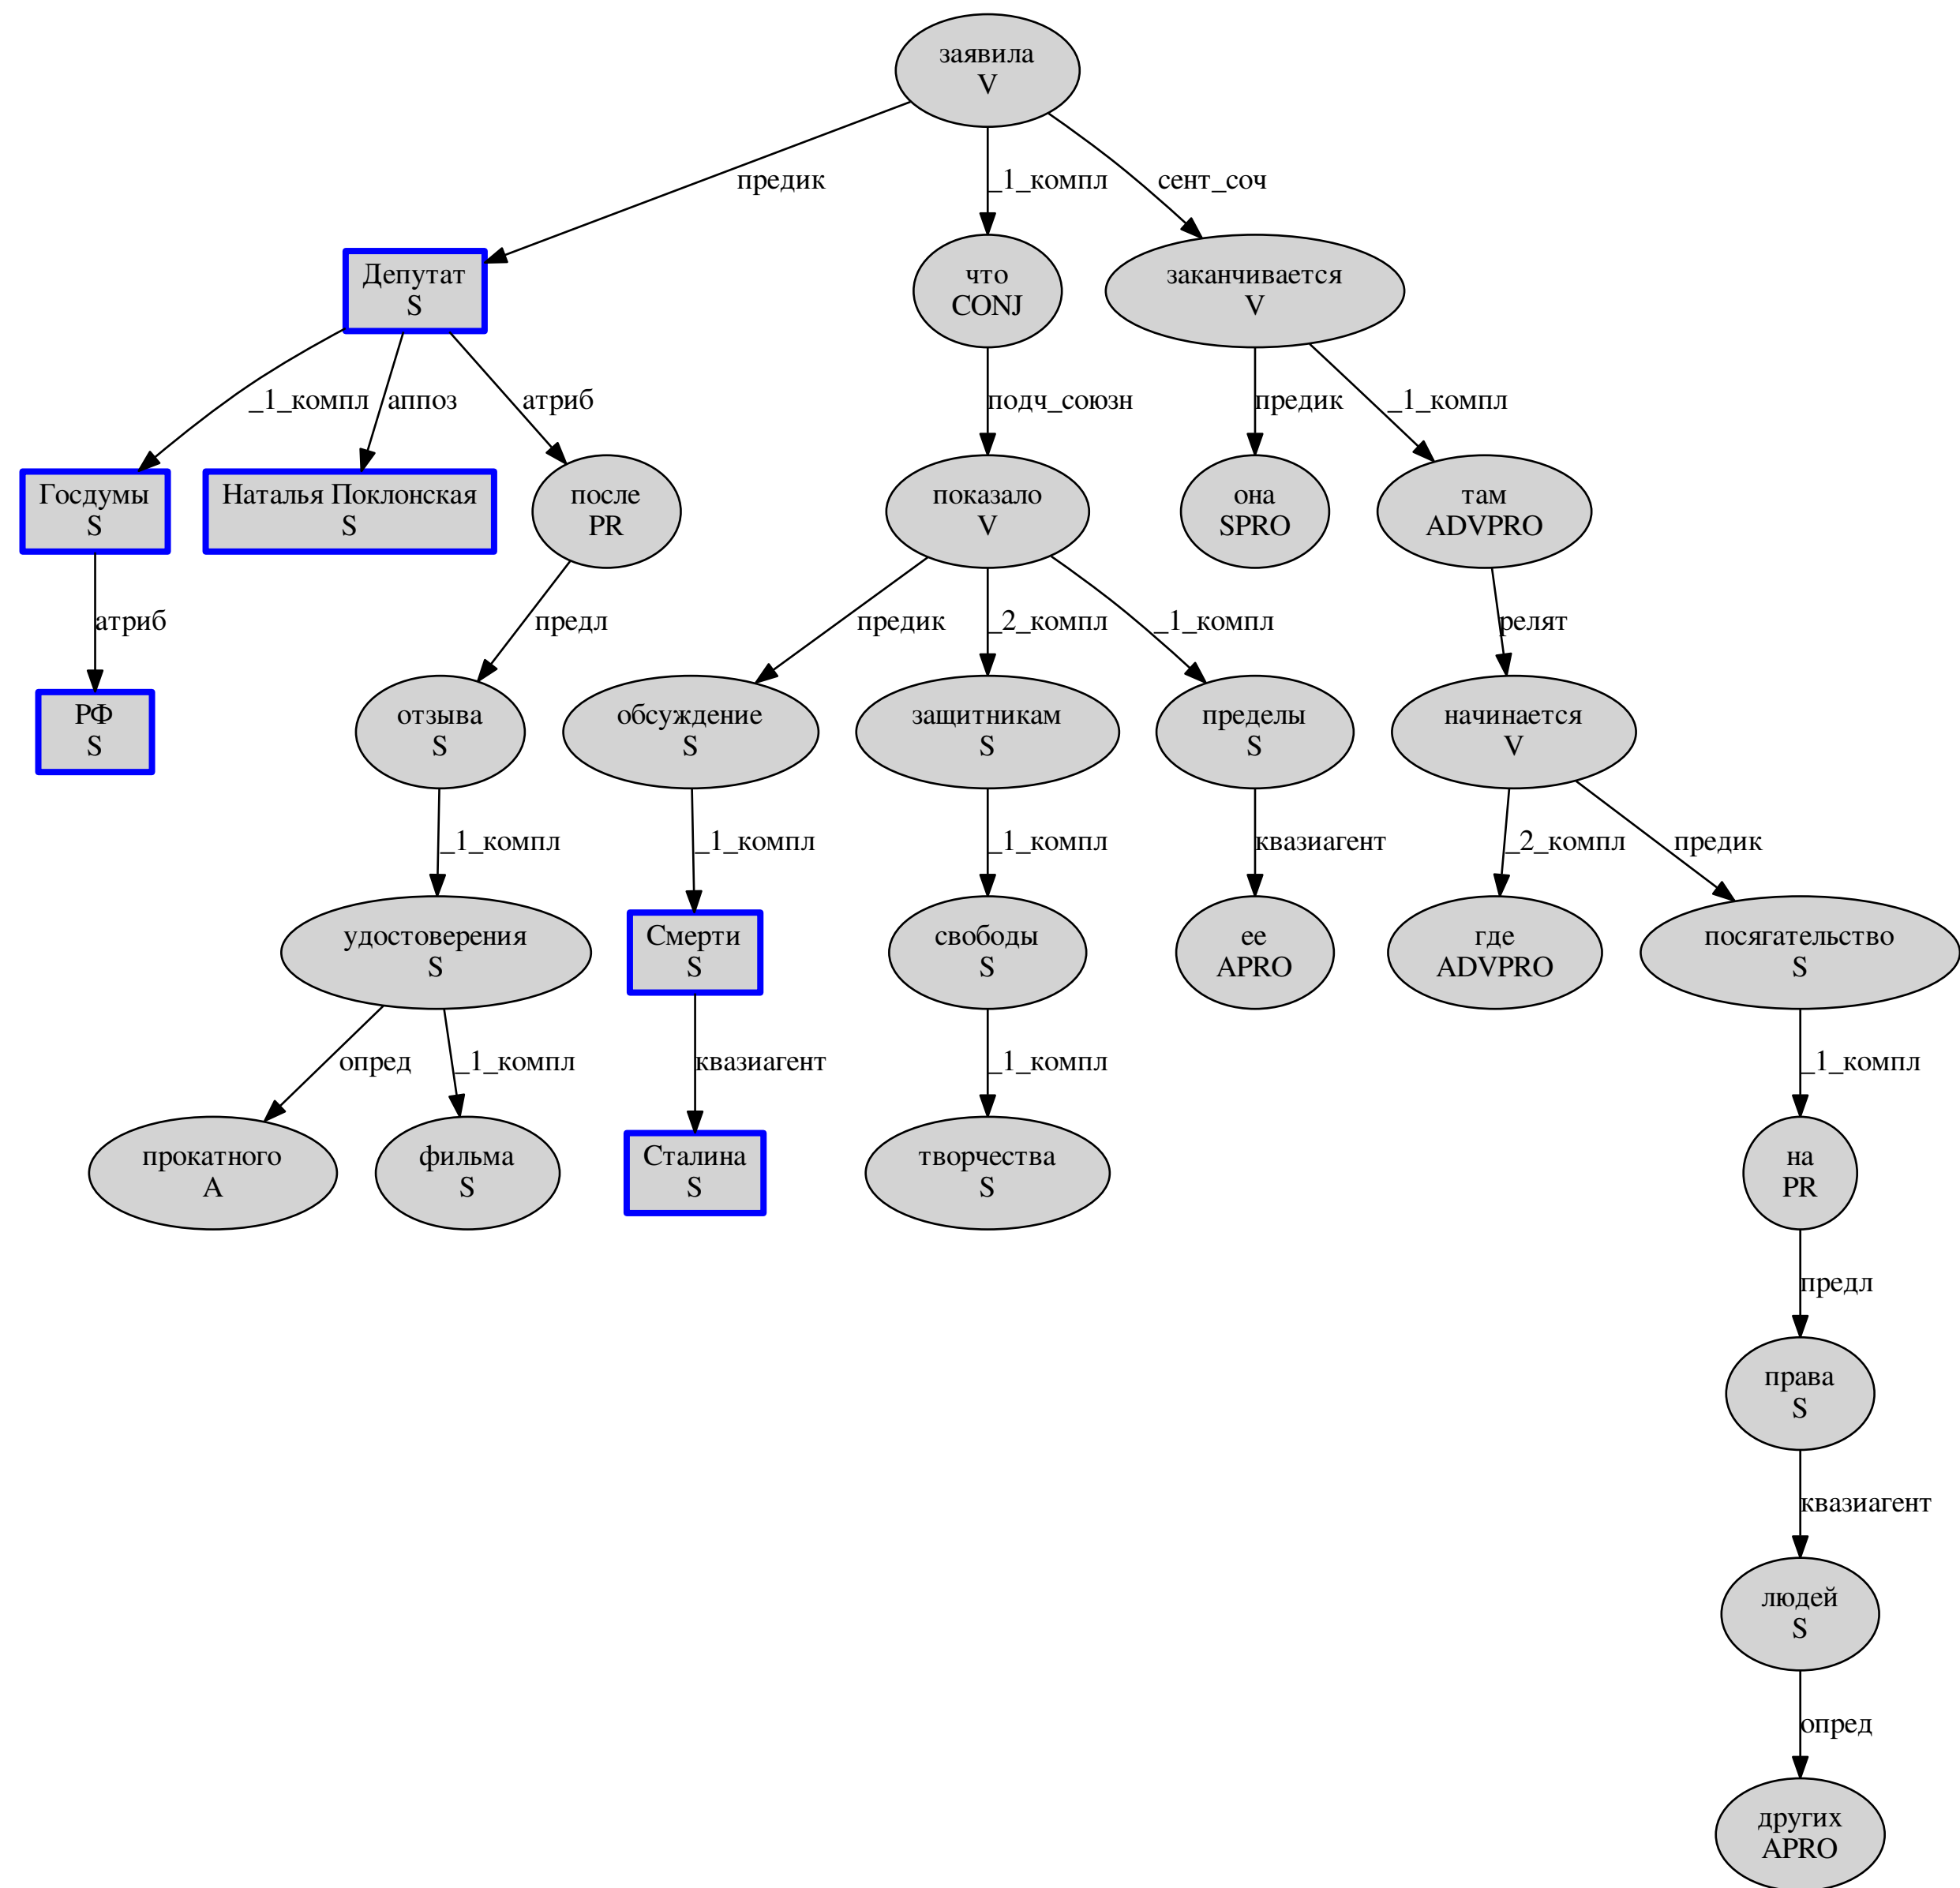 заявила
V
предик
_1_компл
сент_соч
Депутат
S
что
CONJ
заканчивается
V
_1_компл
аппоз
атриб
подч_союзн
предик
_1_компл
Госдумы
S
Наталья Поклонская
S
после
PR
показало
V
она
SPRO
там
ADVPRO
атриб
предл
предик
_2_компл
_1_компл
релят
РФ
S
отзыва
S
обсуждение
S
защитникам
S
пределы
S
начинается
V
_1_компл
_1_компл
_1_компл
квазиагент
_2_компл
предик
удостоверения
S
Смерти
S
свободы
S
ее
APRO
где
ADVPRO
посягательство
S
опред
_1_компл
квазиагент
_1_компл
_1_компл
прокатного
A
фильма
S
Сталина
S
творчества
S
на
PR
предл
права
S
квазиагент
людей
S
опред
других
APRO